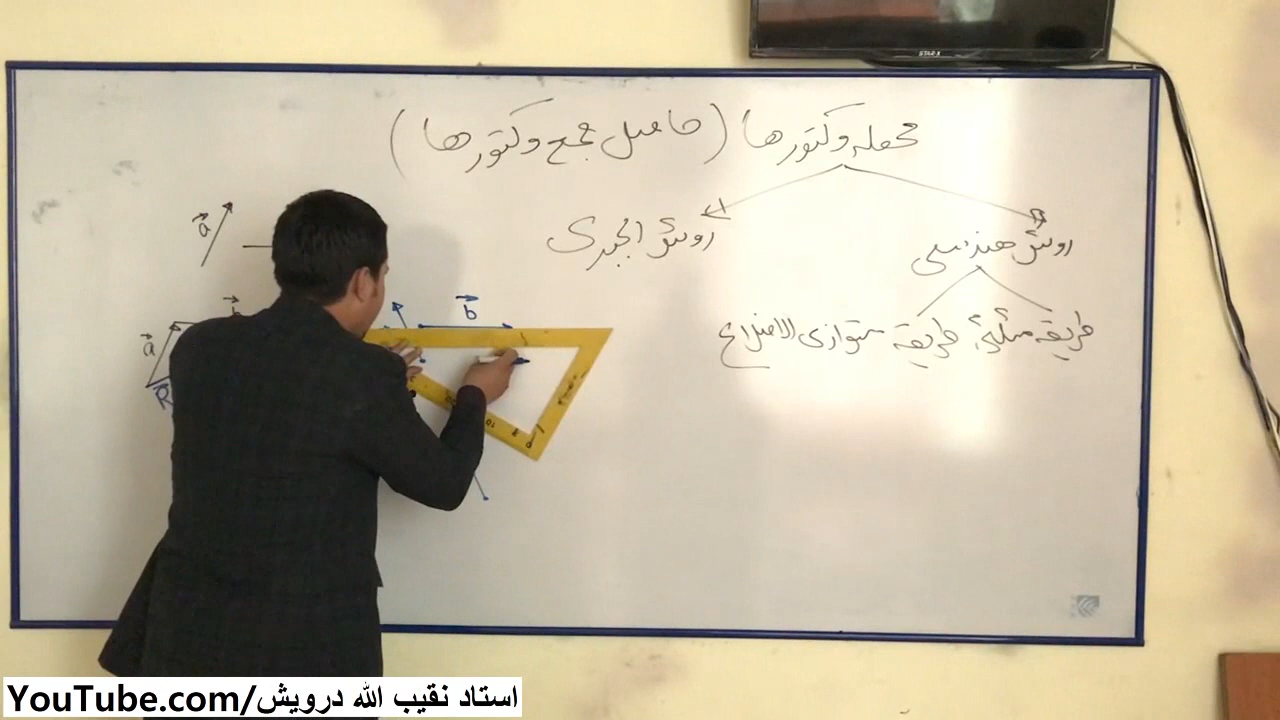 STAR-X
محصله وکتورها (حاصل جمع وکتورها)
روش هندسی
روش الجبری
طریقه مثلث، طریقه متوازی الاضلاع
a
b
a
R
b
YouTube.com/استاد نقیب الله درویش